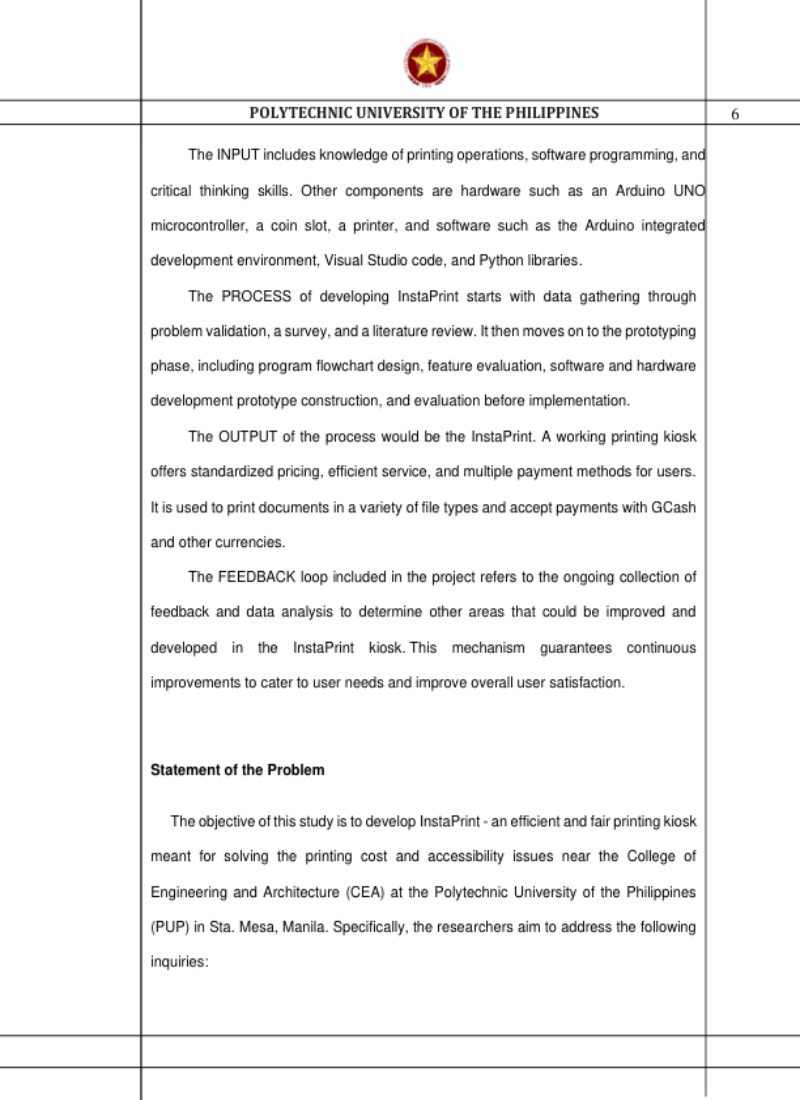 POLYTECHNIC UNIVERSITY OF THE PHILIPPINES 6
The INPUT includes knowledge of printing operations, software programming, and
critical thinking skills. Other components are hardware such as an Arduino UNO
microcontroller, a coin slot, a printer, and software such as the Arduino integrated
development environment, Visual Studio code, and Python libraries.
The PROCESS of developing InstaPrint starts with data gathering through
problem validation, a survey, and a literature review. It then moves on to the prototyping
phase, including program flowchart design, feature evaluation, software and hardware
development prototype construction, and evaluation before implementation.
The OUTPUT of the process would be the InstaPrint. A working printing kiosk
offers standardized pricing, efficient service, and multiple payment methods for users.
It is used to print documents in a variety of file types and accept payments with GCash
and other currencies.
The FEEDBACK loop included in the project refers to the ongoing collection of
feedback and data analysis to determine other areas that could be improved and
developed in the InstaPrint kiosk. This mechanism guarantees continuous
improvements to cater to user needs and improve overall user satisfaction.
Statement of the Problem
The objective of this study is to develop InstaPrint - an efficient and fair printing kiosk
meant for solving the printing cost and accessibility issues near the College of
Engineering and Architecture (CEA) at the Polytechnic University of the Philippines
(PUP) in Sta. Mesa, Manila. Specifically, the researchers aim to address the following
inquiries: